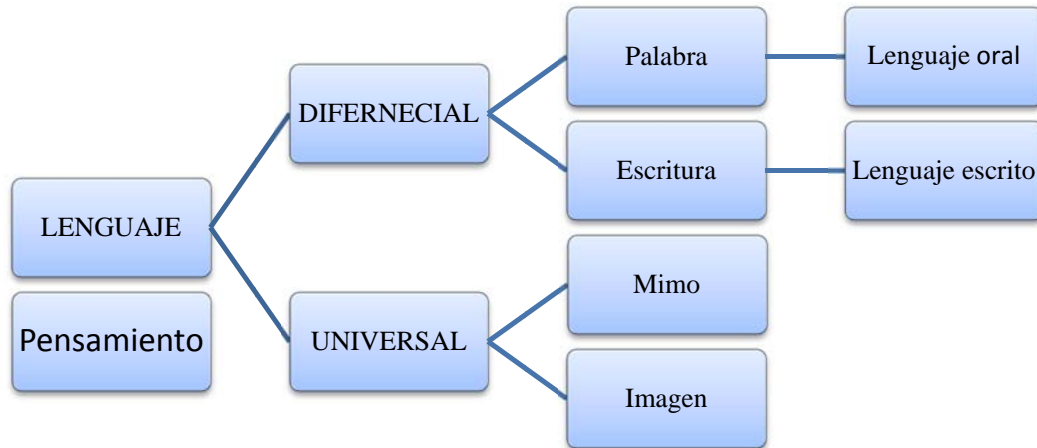 LENGUAJE
Pensamiento
DIFERNECIAL
UNIVERSAL
Palabra
Escritura
Mimo
Imagen
Lenguaje oral
Lenguaje escrito